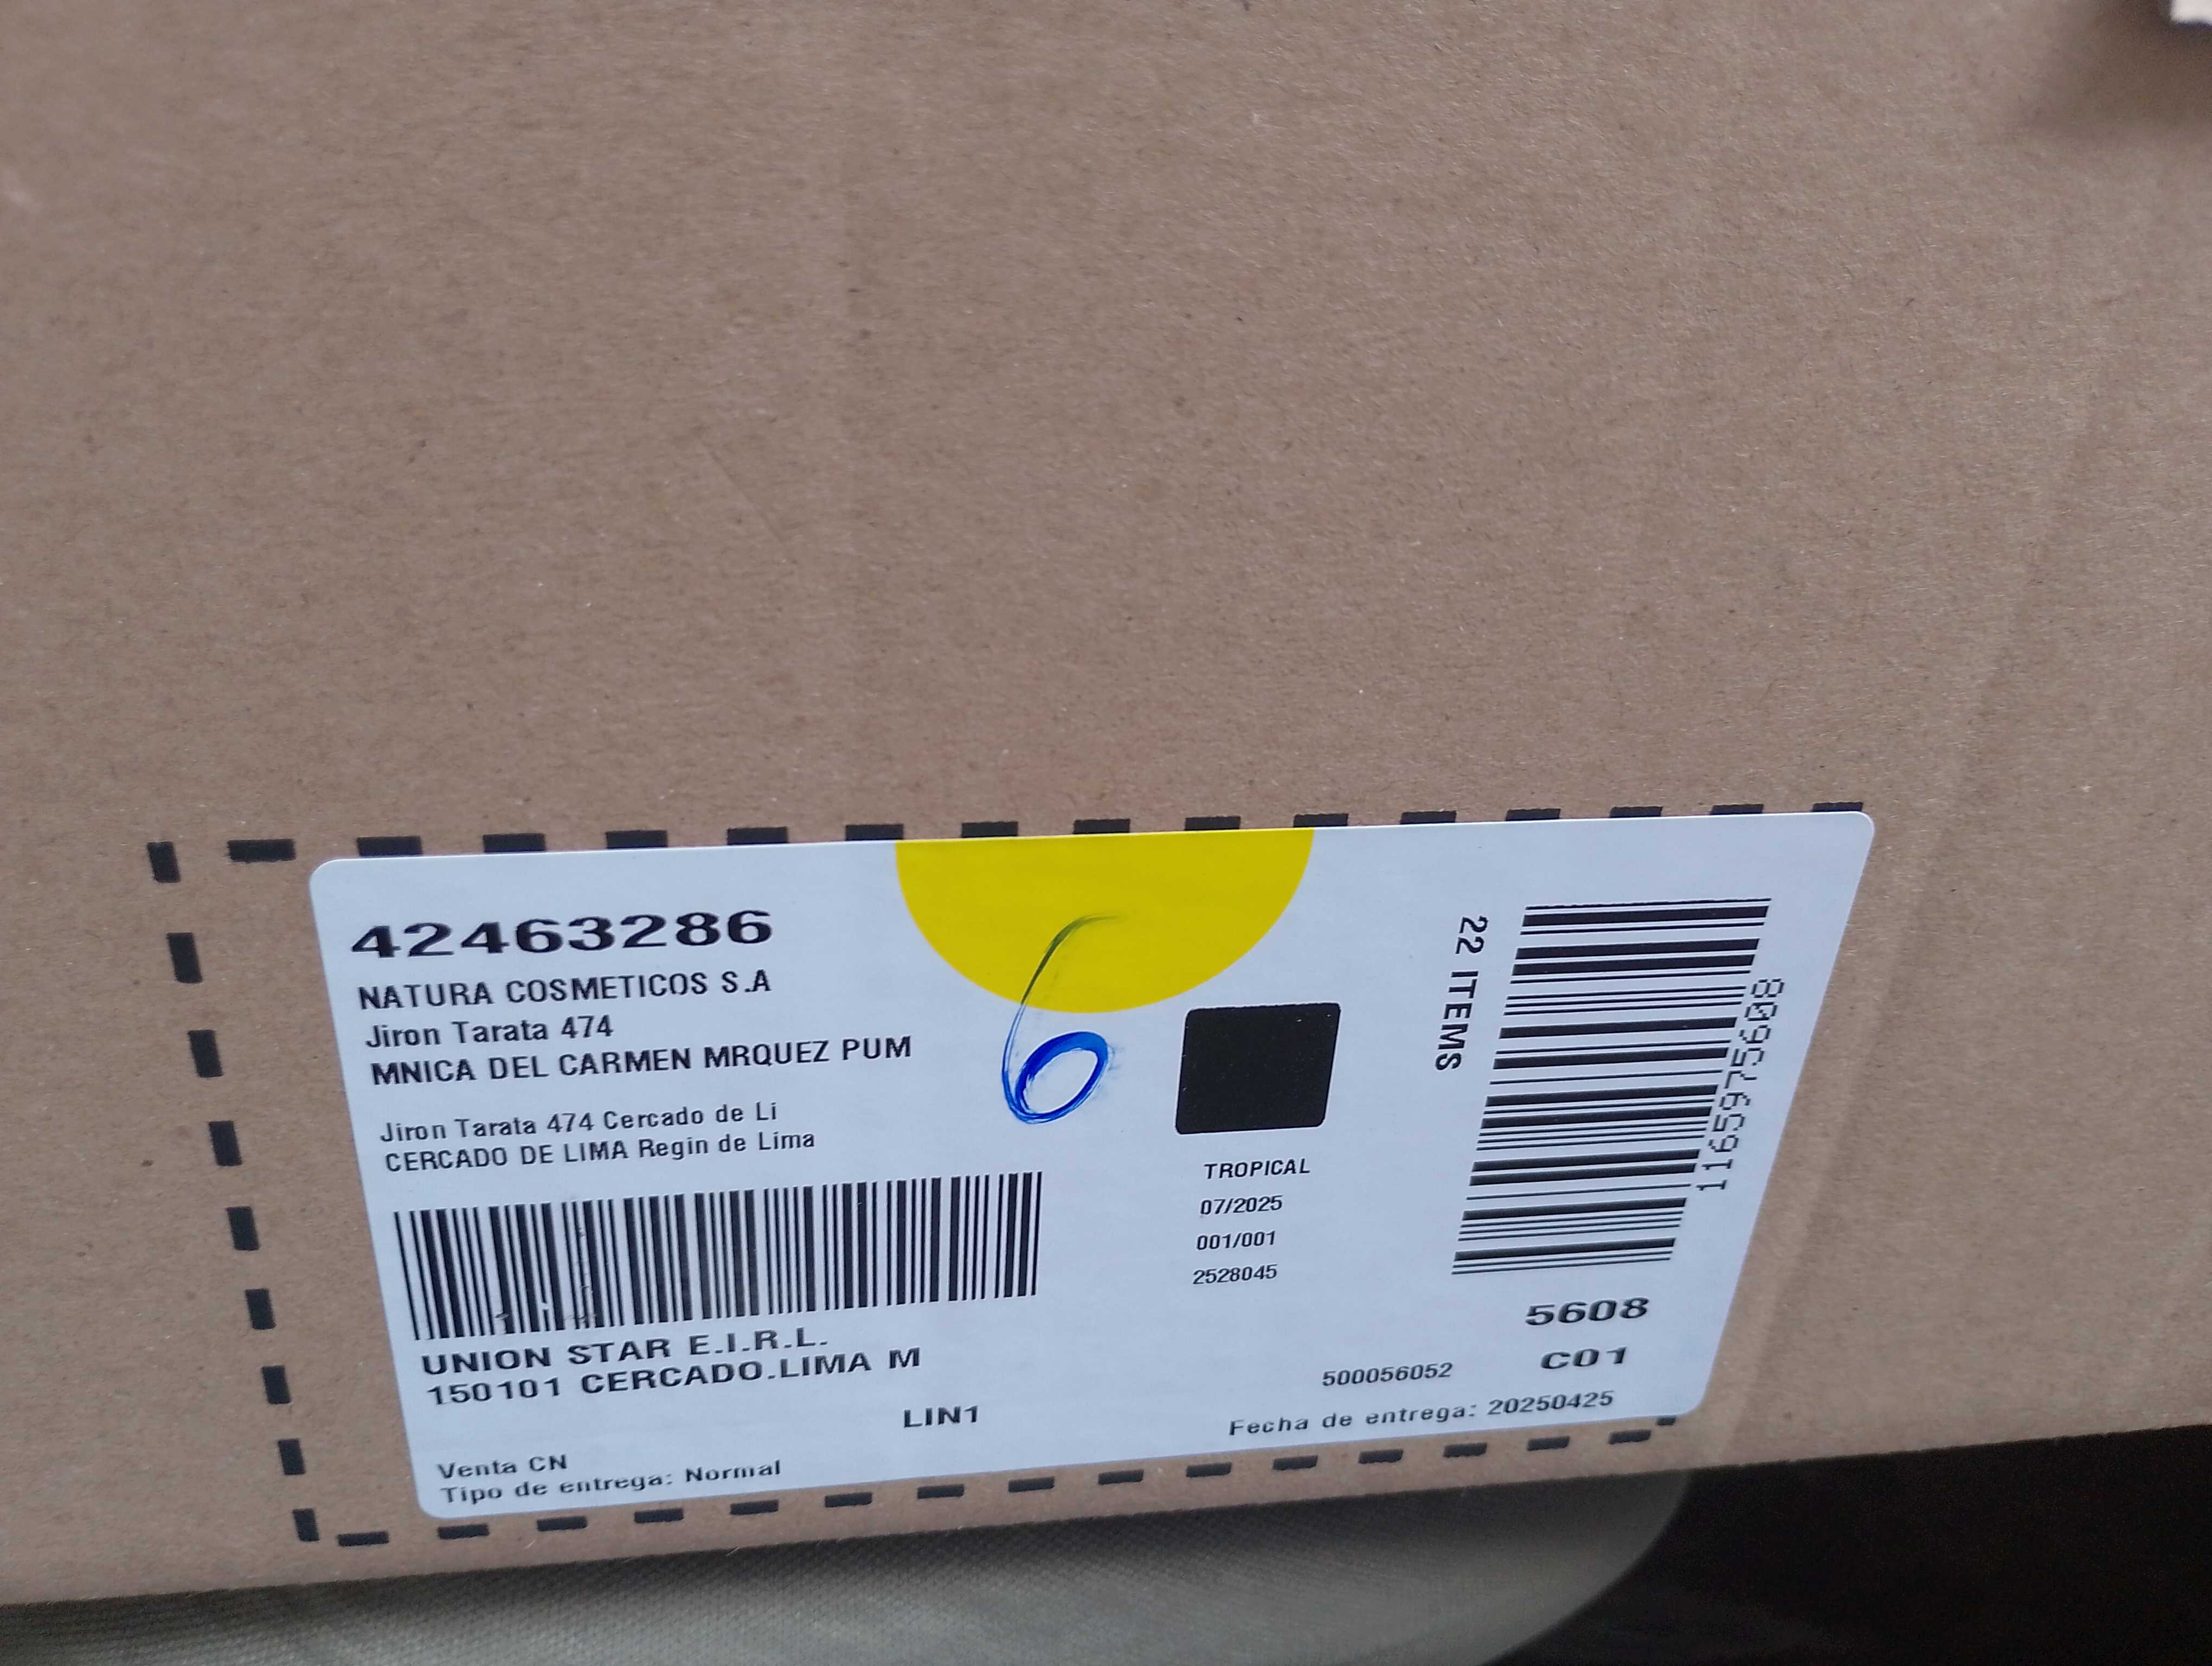 42463286
NATURA COSMETICOS S.A
Jiron Tarata 474
MNICA DEL CARMEN MRQUEZ PUM
Jiron Tarata 474 Cercado de Li
CERCADO DE LIMA Regin de Lima
UNION STAR E.I.R.L.
150101 CERCADO.LIMA M
LIN1
Venta CN
Tipo de entrega: Normal
6
TROPICAL
07/2025
001/001
2528045
22 ITEMS
11659765608
5608
C01
500056052
Fecha de entrega: 20250425